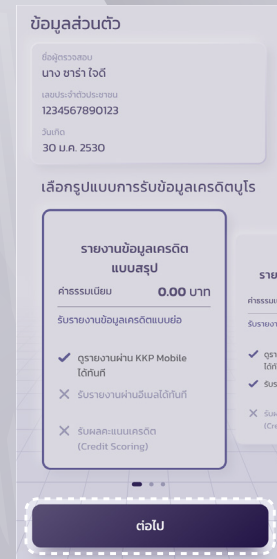 ข้อมูลส่วนตัว
ชื่อผู้ตรวจสอบ
นาง ซาร่า ใจดี
เลขประจำตัวประชาชน
1234567890123
วันเกิด
30 ม.ค. 2530
เลือกรูปแบบการรับข้อมูลเครดิตบูโร
รายงานข้อมูลเครดิต
แบบสรุป
ค่าธรรมเนียม 0.00 บาท
รับรายงานข้อมูลเครดิตแบบย่อ
ดูรายงานผ่าน KKP Mobile
ได้ทันที
รับรายงานผ่านอีเมลได้ทันที
รับผลคะแนนเครดิต
(Credit Scoring)
ต่อไป